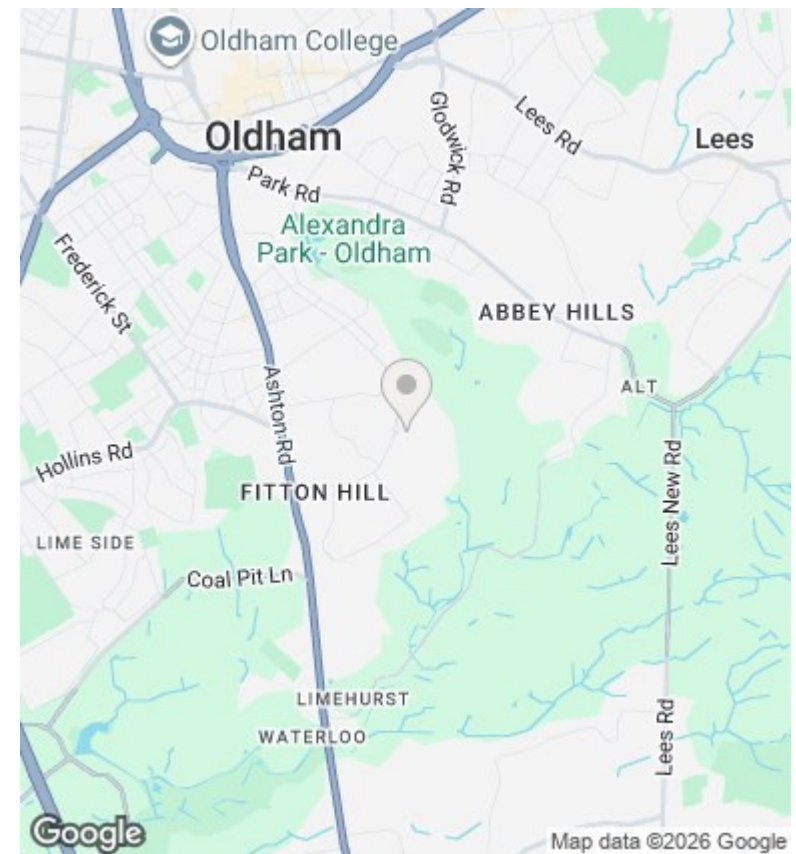 Oldham College
Oldham
Glodwick Rd
Lees Rd
Lees
Park Rd
Alexandra
Park - Oldham
Frederick St
ABBEY HILLS
ALT
Ashton Rd
Hollins Rd
FITTON HILL
Lees New Rd
LIME SIDE
Coal Pit Ln
LIMEHURST
WATERLOO
Lees Rd
Google
Map data ©2026 Google